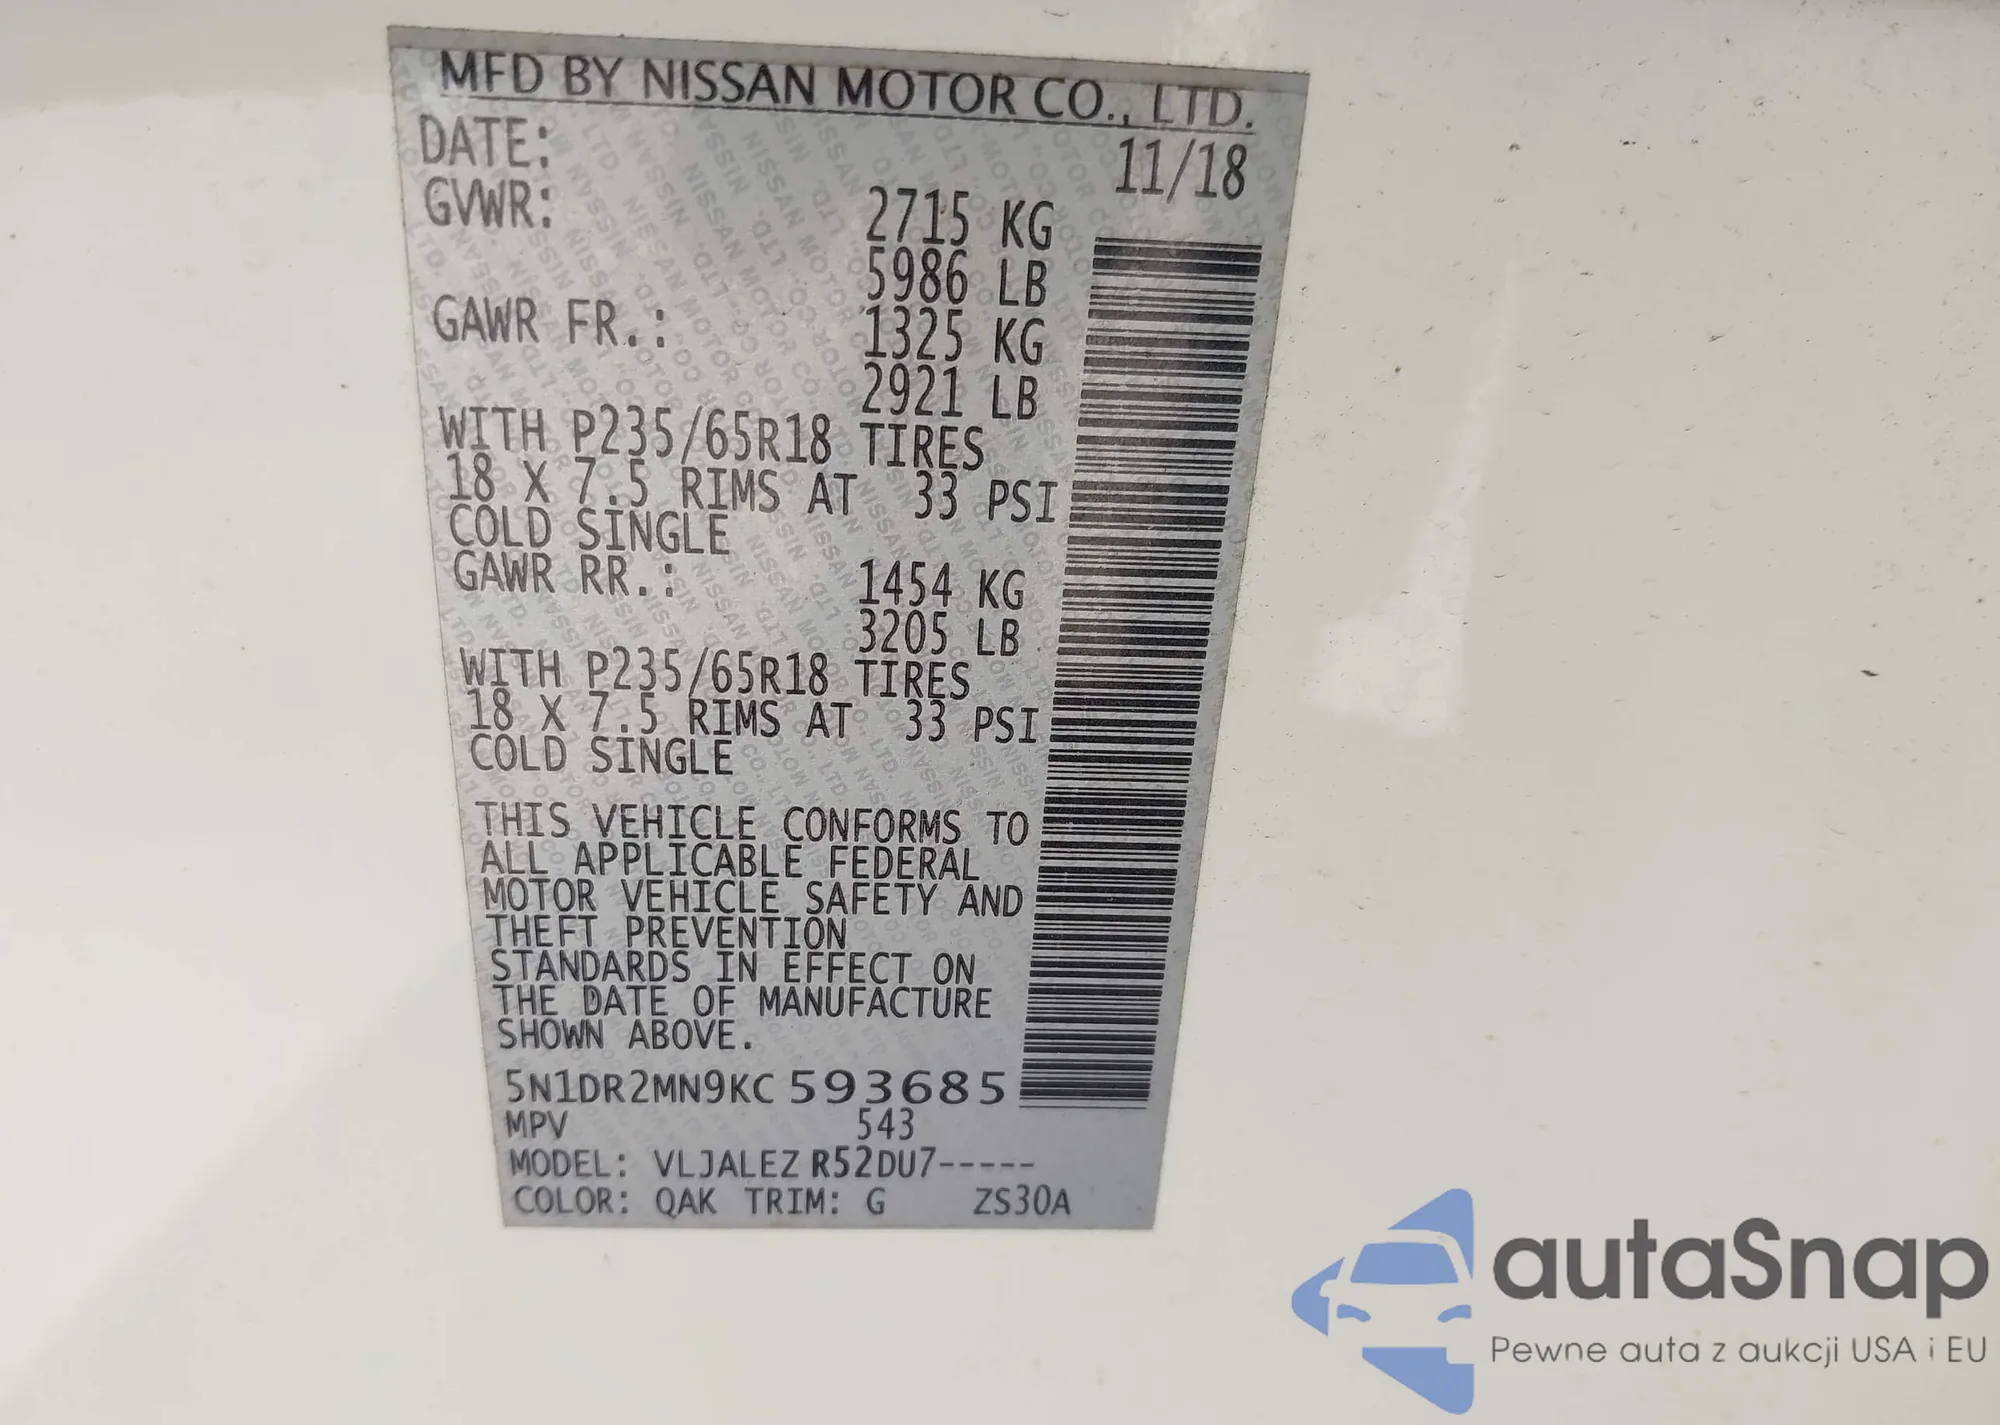 MFD BY NISSAN MOTOR CO., LTD.
DATE: 11/18
GVWR: 2715 KG
5986 LB
GAWR FR.: 1325 KG
2921 LB
WITH P235/65R18 TIRES
18 X 7.5 RIMS AT 33 PSI
COLD SINGLE
GAWR RR.: 1454 KG
3205 LB
WITH P235/65R18 TIRES
18 X 7.5 RIMS AT 33 PSI
COLD SINGLE
THIS VEHICLE CONFORMS TO
ALL APPLICABLE FEDERAL
MOTOR VEHICLE SAFETY AND
THEFT PREVENTION
STANDARDS IN EFFECT ON
THE DATE OF MANUFACTURE
SHOWN ABOVE.
5N1DR2MN9KC593685
MPV 543
MODEL: VLJALEZ R52DU7-----
COLOR: QAK TRIM: G ZS30A
autaSnap
Pewne auta z aukcji USA i EU